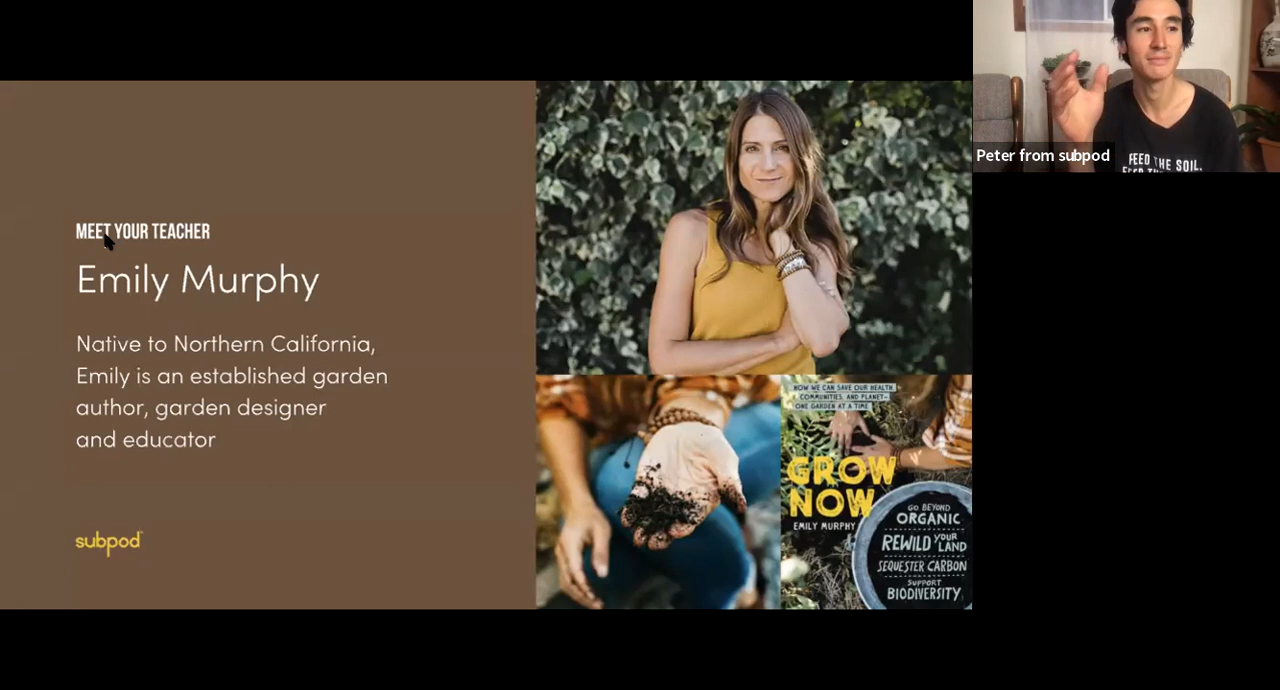 MEET YOUR TEACHER
Emily Murphy
Native to Northern California,
Emily is an established garden
author, garden designer
and educator
subpod
HOW WE CAN SAVE OUR HEALTH
COMMUNITIES, AND PLANET–
ONE GARDEN AT A TIME
GROW
NOW
EMILY MURPHY
GO BEYOND
ORGANIC
REWILD YOUR LAND
SEQUESTER CARBON
SUPPORT
BIODIVERSITY
Peter from subpod
FEED THE SOIL.